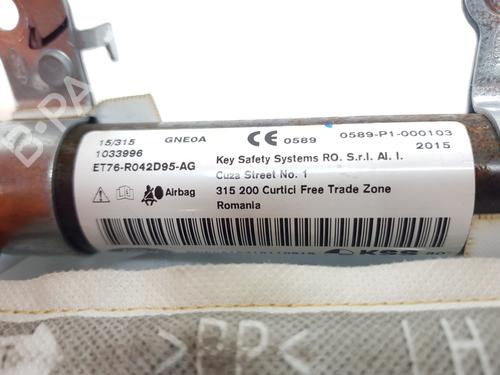 15/315 GNE0A CE 0589 0589-P1-000103
1033996 2015
ET76-R042D95-AG Key Safety Systems RO. S.r.l. Al. I.
Cuza Street No. 1
Airbag 315 200 Curtici Free Trade Zone
Romania
KSS
>PP<
B-PA